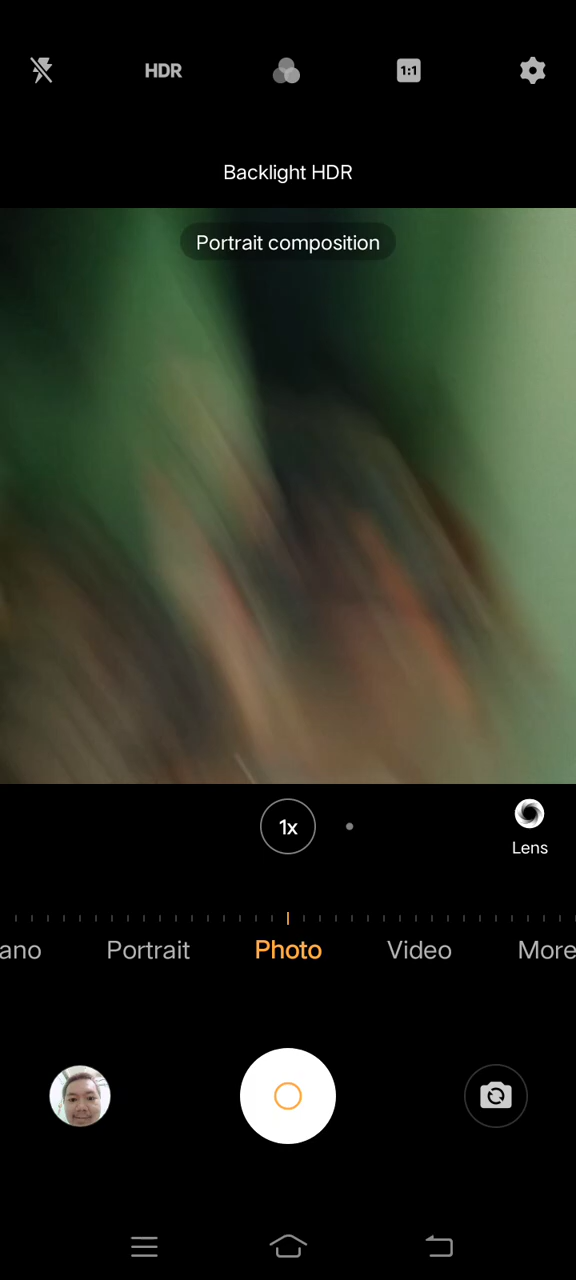 HDR
1:1
Backlight HDR
Portrait composition
1x
Lens
ano Portrait Photo Video More